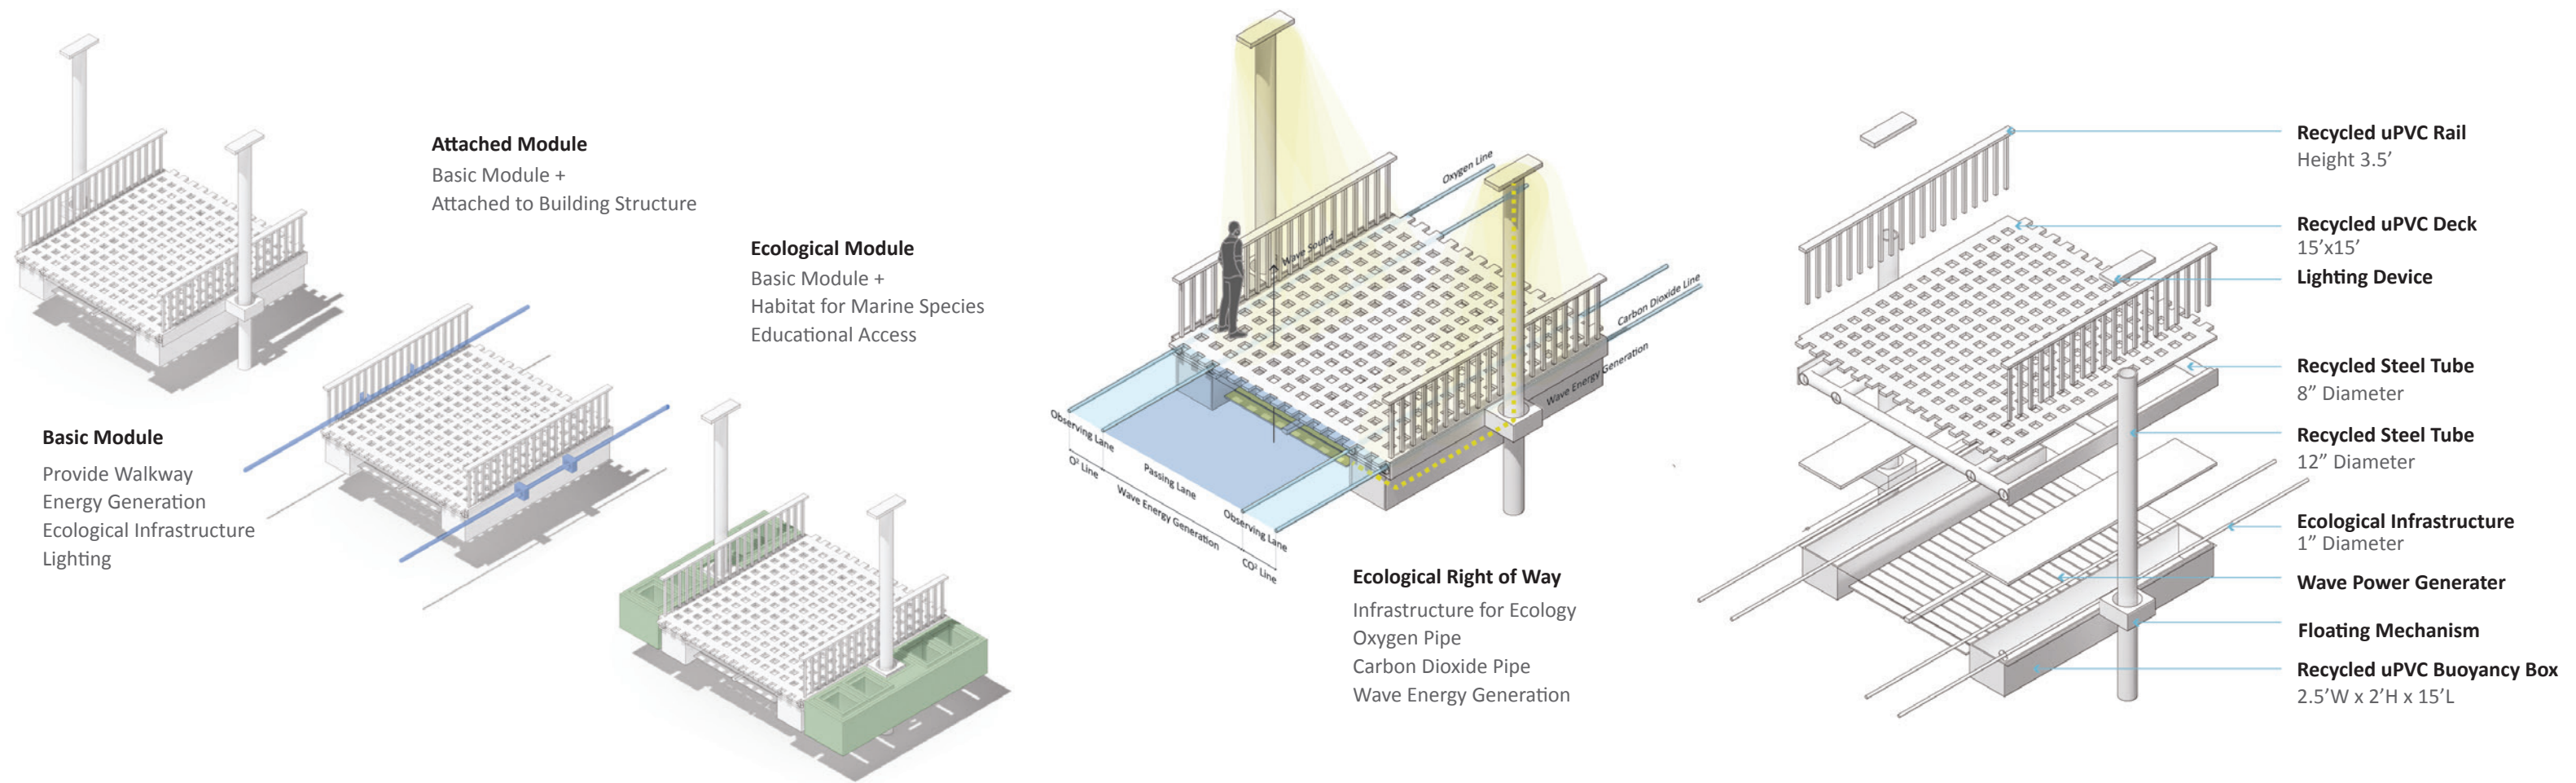 Attached Module
Basic Module +
Attached to Building Structure
Basic Module
Provide Walkway
Energy Generation
Ecological Infrastructure
Lighting
Ecological Module
Basic Module +
Habitat for Marine Species
Educational Access
Oxygen Line
Wave Sound
Carbon Dioxide Line
Wave Energy Generation
Observing Lane
Passing Lane
Observing Lane
O² Line
Wave Energy Generation
CO² Line
Ecological Right of Way
Infrastructure for Ecology
Oxygen Pipe
Carbon Dioxide Pipe
Wave Energy Generation
Recycled uPVC Rail
Height 3.5’
Recycled uPVC Deck
15’x15’
Lighting Device
Recycled Steel Tube
8” Diameter
Recycled Steel Tube
12” Diameter
Ecological Infrastructure
1” Diameter
Wave Power Generater
Floating Mechanism
Recycled uPVC Buoyancy Box
2.5’W x 2’H x 15’L